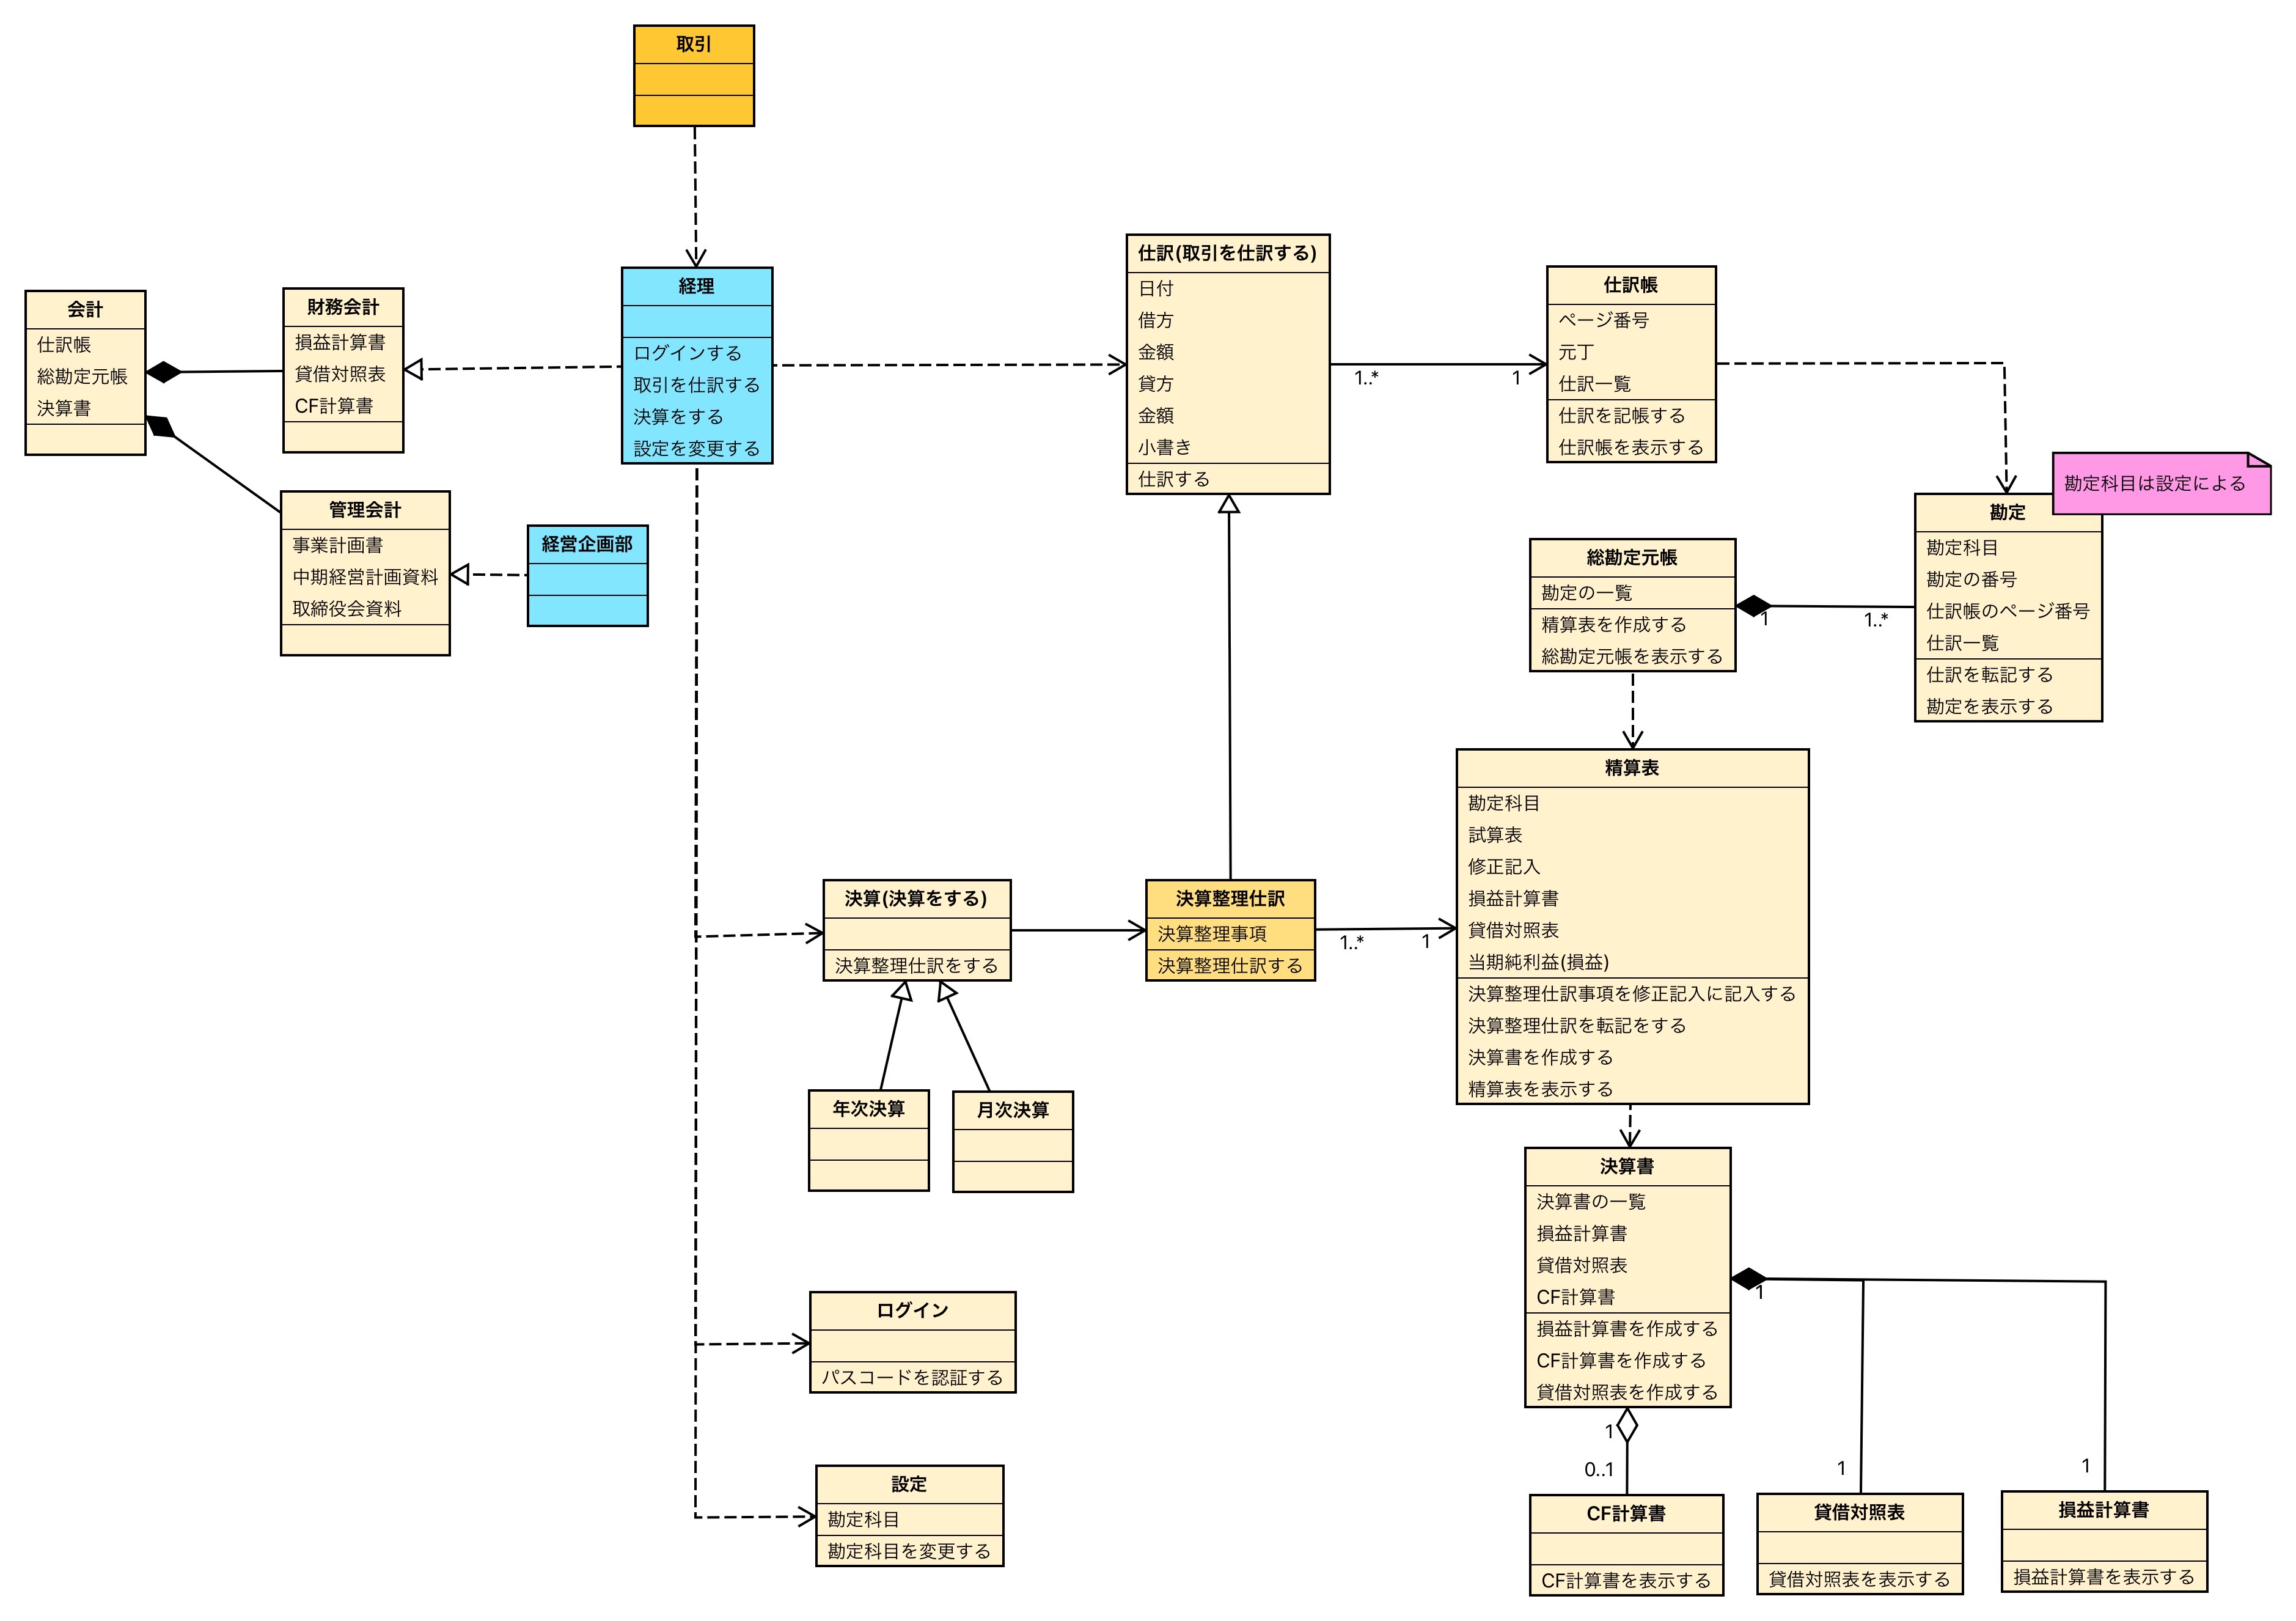 取引
会計
仕訳帳
総勘定元帳
決算書
財務会計
損益計算書
貸借対照表
CF計算書
管理会計
事業計画書
中期経営計画資料
取締役会資料
経営企画部
経理
ログインする
取引を仕訳する
決算をする
設定を変更する
仕訳(取引を仕訳する)
日付
借方
金額
貸方
金額
小書き
仕訳する
1..*
1
仕訳帳
ページ番号
元丁
仕訳一覧
仕訳を記帳する
仕訳帳を表示する
勘定科目は設定による
勘定
勘定科目
勘定の番号
仕訳帳のページ番号
仕訳一覧
仕訳を転記する
勘定を表示する
総勘定元帳
勘定の一覧
精算表を作成する
総勘定元帳を表示する
1
1..*
精算表
勘定科目
試算表
修正記入
損益計算書
貸借対照表
当期純利益(損益)
決算整理仕訳事項を修正記入に記入する
決算整理仕訳を転記をする
決算書を作成する
精算表を表示する
決算(決算をする)
決算整理仕訳をする
決算整理仕訳
決算整理事項
決算整理仕訳する
1..*
1
年次決算
月次決算
決算書
決算書の一覧
損益計算書
貸借対照表
CF計算書
損益計算書を作成する
CF計算書を作成する
貸借対照表を作成する
1
1
0..1
1
1
ログイン
パスコードを認証する
設定
勘定科目
勘定科目を変更する
CF計算書
CF計算書を表示する
貸借対照表
貸借対照表を表示する
損益計算書
損益計算書を表示する